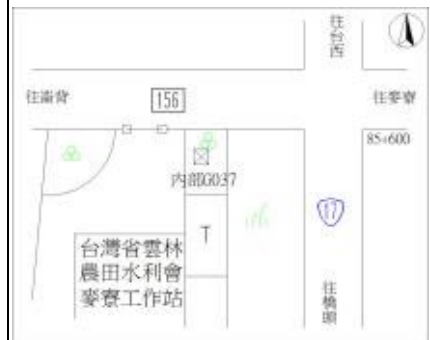 往台西
往崙背
156
往麥寮
85+600
內部G037
17
T
台灣省雲林
農田水利會
麥寮工作站
往橋頭